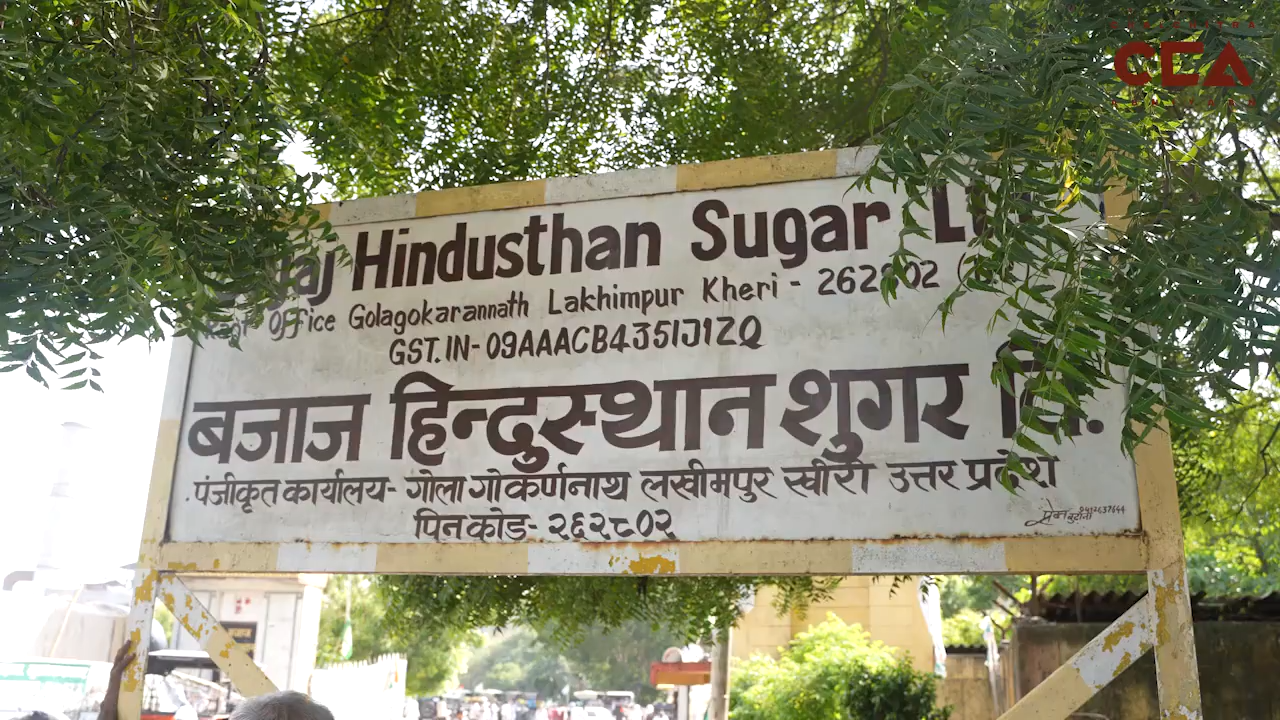 CEA
Hindusthan Sugar
Office Golagokarannath Lakhimpur Kheri -
GST.IN-09AAACB4351J1ZQ
बजाज हिन्दुस्थान शुगर लि.
पंजीकृत कार्यालय- गोला गोकर्णनाथ लखीमपुर खीरी उत्तर प्रदेश
पिनकोड- २६२८०२